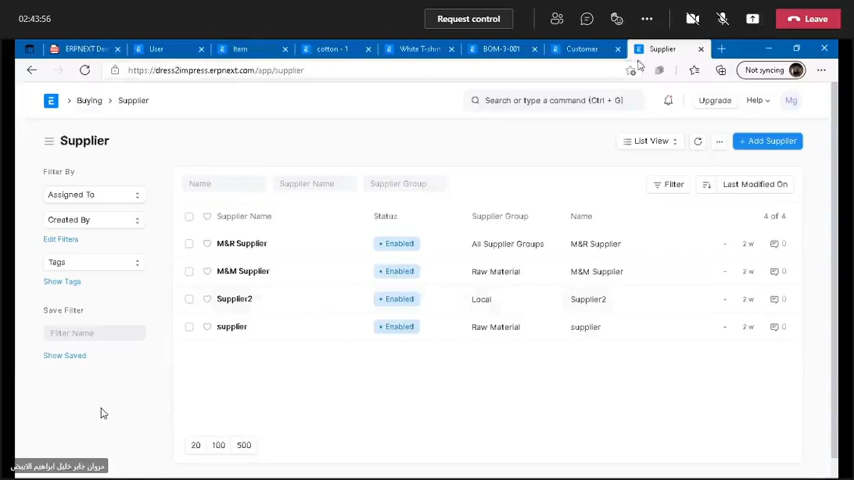 02:43:56
Request control
Leave
ERPNEXT De
User
Item
cotton - 1
White T-shirt
BOM-3-001
Customer
Supplier
https://dress2impress.erpnext.com/app/supplier
Not syncing
E
Buying
Supplier
Search or type a command (Ctrl + G)
Upgrade
Help
Mg
Supplier
List View
+ Add Supplier
Filter By
Assigned To
Created By
Edit Filters
Tags
Show Tags
Save Filter
Filter Name
Show Saved
Name
Supplier Name
Supplier Group
Filter
Last Modified On
Supplier Name
Status
Supplier Group
Name
4 of 4
M&R Supplier
Enabled
All Supplier Groups
M&R Supplier
- 2 w 0
M&M Supplier
Enabled
Raw Material
M&M Supplier
- 2 w 0
Supplier2
Enabled
Local
Supplier2
- 2 w 0
supplier
Enabled
Raw Material
supplier
- 2 w 0
20
100
500
مروان جابر خليل ابراهيم الابيض